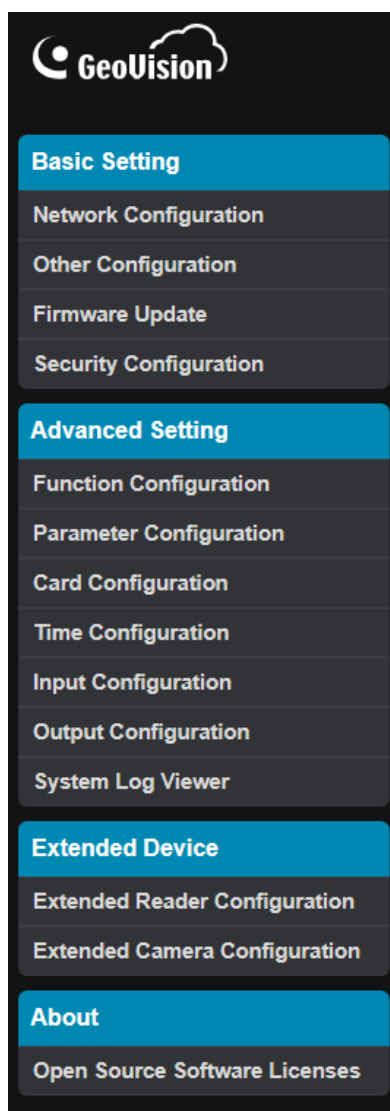 GeoVision
Basic Setting
Network Configuration
Other Configuration
Firmware Update
Security Configuration
Advanced Setting
Function Configuration
Parameter Configuration
Card Configuration
Time Configuration
Input Configuration
Output Configuration
System Log Viewer
Extended Device
Extended Reader Configuration
Extended Camera Configuration
About
Open Source Software Licenses